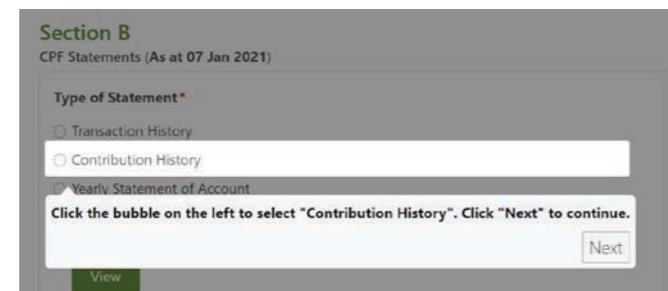 Section B
CPF Statements (As at 07 Jan 2021)
Type of Statement*
Transaction History
Contribution History
Yearly Statement of Account
Click the bubble on the left to select "Contribution History". Click "Next" to continue.
Next
View